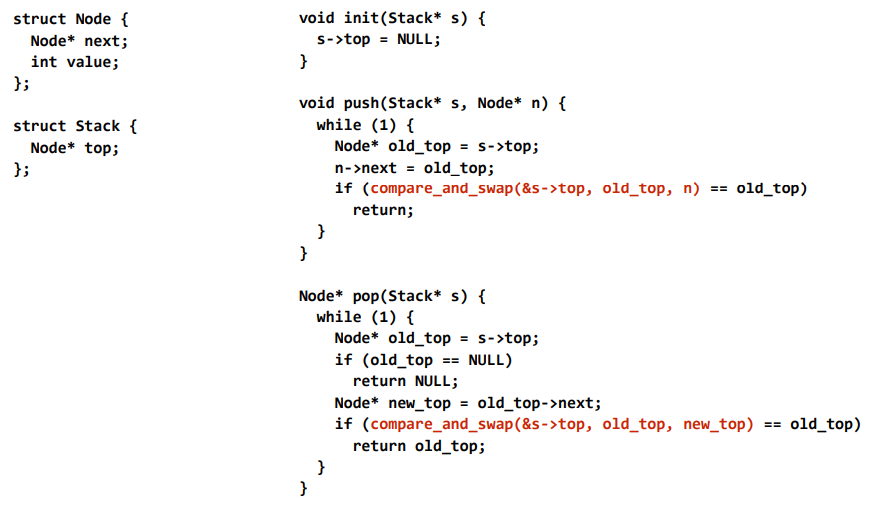 struct Node {
  Node* next;
  int value;
};
struct Stack {
  Node* top;
};
void init(Stack* s) {
  s->top = NULL;
}
void push(Stack* s, Node* n) {
  while (1) {
    Node* old_top = s->top;
    n->next = old_top;
    if (compare_and_swap(&s->top, old_top, n) == old_top)
      return;
  }
}
Node* pop(Stack* s) {
  while (1) {
    Node* old_top = s->top;
    if (old_top == NULL)
      return NULL;
    Node* new_top = old_top->next;
    if (compare_and_swap(&s->top, old_top, new_top) == old_top)
      return old_top;
  }
}